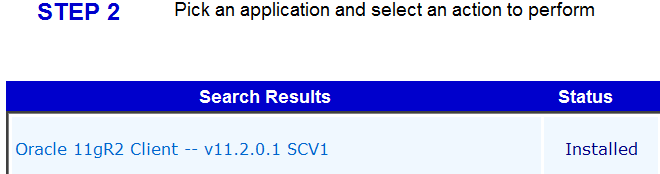 STEP 2 Pick an application and select an action to perform
Search Results Status
Oracle 11gR2 Client -- v11.2.0.1 SCV1 Installed